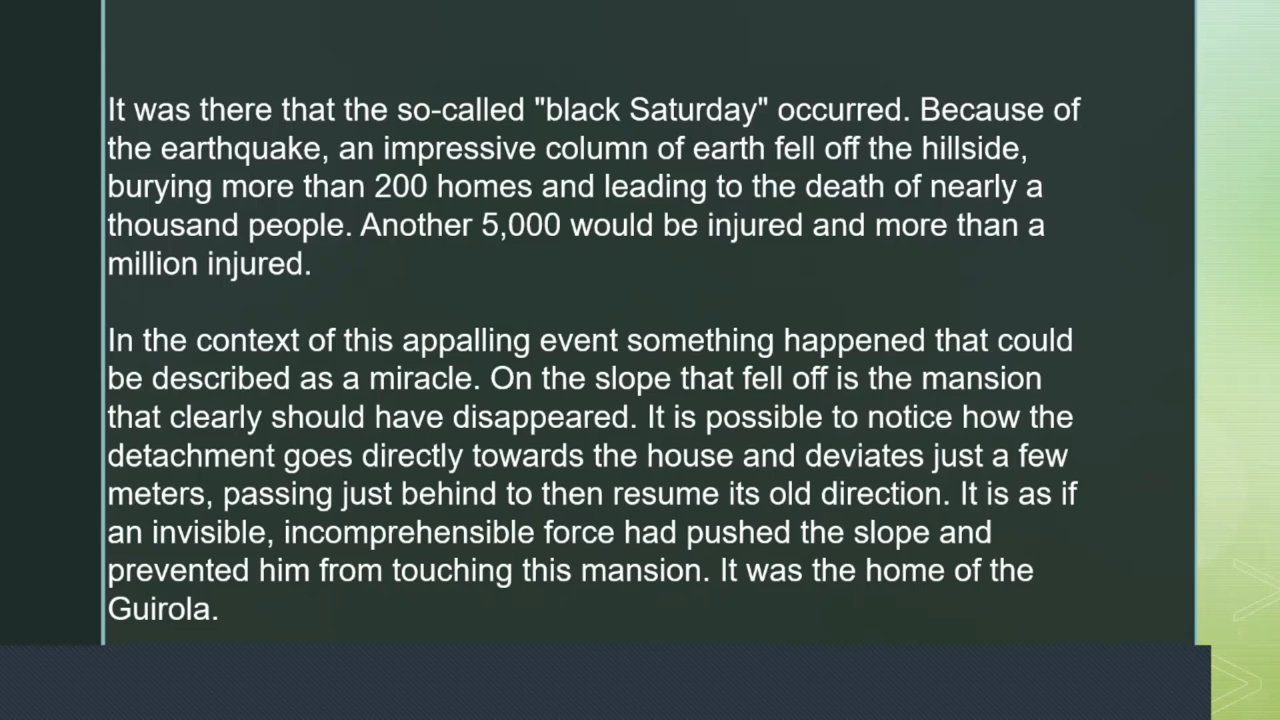 It was there that the so-called "black Saturday" occurred. Because of
the earthquake, an impressive column of earth fell off the hillside,
burying more than 200 homes and leading to the death of nearly a
thousand people. Another 5,000 would be injured and more than a
million injured.
In the context of this appalling event something happened that could
be described as a miracle. On the slope that fell off is the mansion
that clearly should have disappeared. It is possible to notice how the
detachment goes directly towards the house and deviates just a few
meters, passing just behind to then resume its old direction. It is as if
an invisible, incomprehensible force had pushed the slope and
prevented him from touching this mansion. It was the home of the
Guirola.